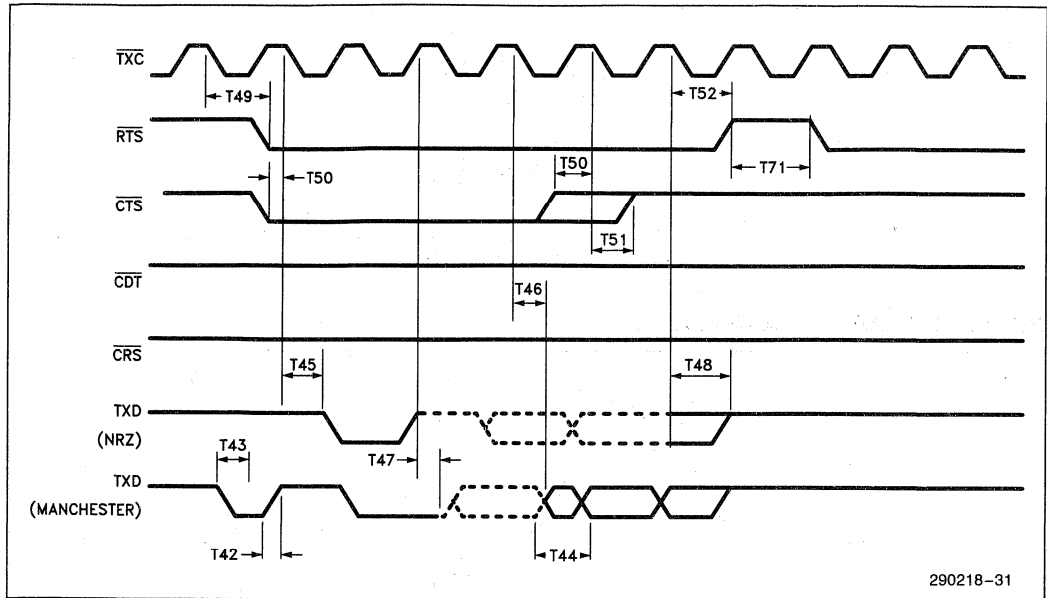 TXC
T49
T52
RTS
T50
T50
T71
CTS
T51
CDT
T46
CRS
T45
T48
TXD
(NRZ)
T43
T47
TXD
(MANCHESTER)
T42
T44
290218–31